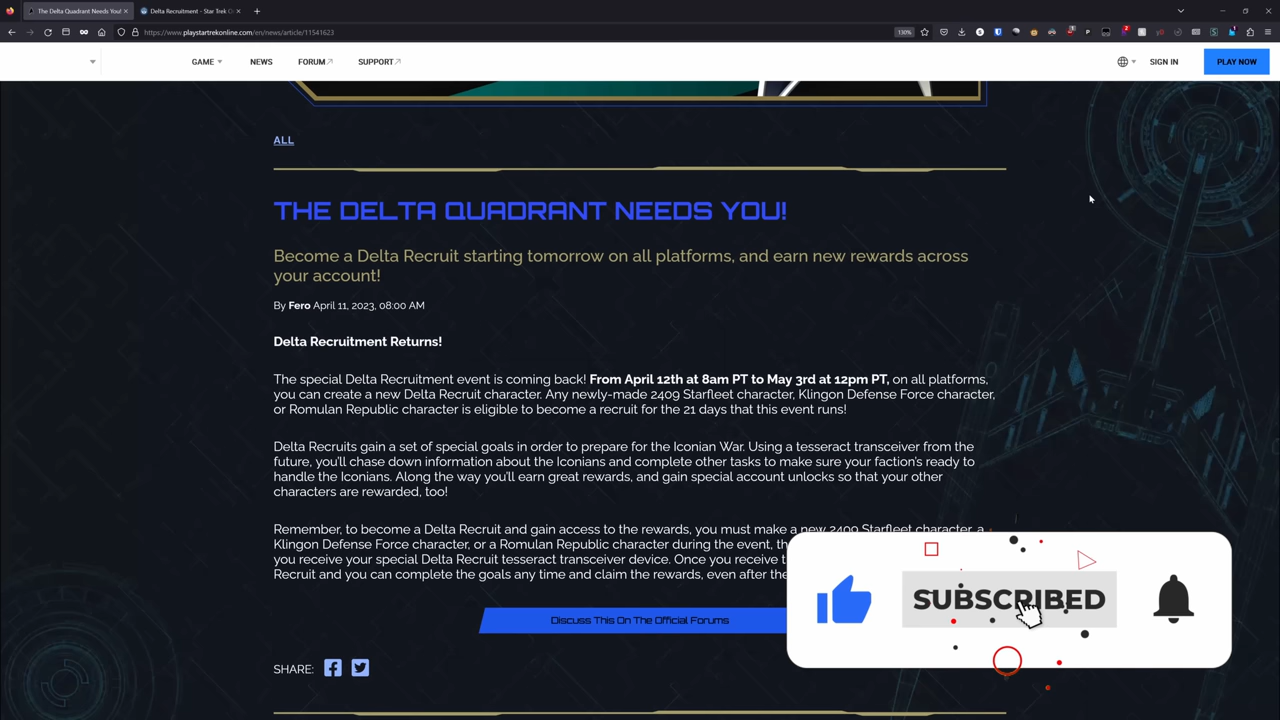 The Delta Quadrant Needs You!
Delta Recruitment - Star Trek O
https://www.playstartrekonline.com/en/news/article/11541623
130%
GAME
NEWS
FORUM
SUPPORT
SIGN IN
PLAY NOW
ALL
THE DELTA QUADRANT NEEDS YOU!
Become a Delta Recruit starting tomorrow on all platforms, and earn new rewards across
your account!
By Fero April 11, 2023, 08:00 AM
Delta Recruitment Returns!
The special Delta Recruitment event is coming back! From April 12th at 8am PT to May 3rd at 12pm PT, on all platforms,
you can create a new Delta Recruit character. Any newly-made 2409 Starfleet character, Klingon Defense Force character,
or Romulan Republic character is eligible to become a recruit for the 21 days that this event runs!
Delta Recruits gain a set of special goals in order to prepare for the Iconian War. Using a tesseract transceiver from the
future, you'll chase down information about the Iconians and complete other tasks to make sure your faction's ready to
handle the Iconians. Along the way you'll earn great rewards, and gain special account unlocks so that your other
characters are rewarded, too!
Remember, to become a Delta Recruit and gain access to the rewards, you must make a new 2409 Starfleet character, a
Klingon Defense Force character, or a Romulan Republic character during the event,
you receive your special Delta Recruit tesseract transceiver device. Once you receive
Recruit and you can complete the goals any time and claim the rewards, even after the
SUBSCRIBED
Discuss This On The Official Forums
SHARE: